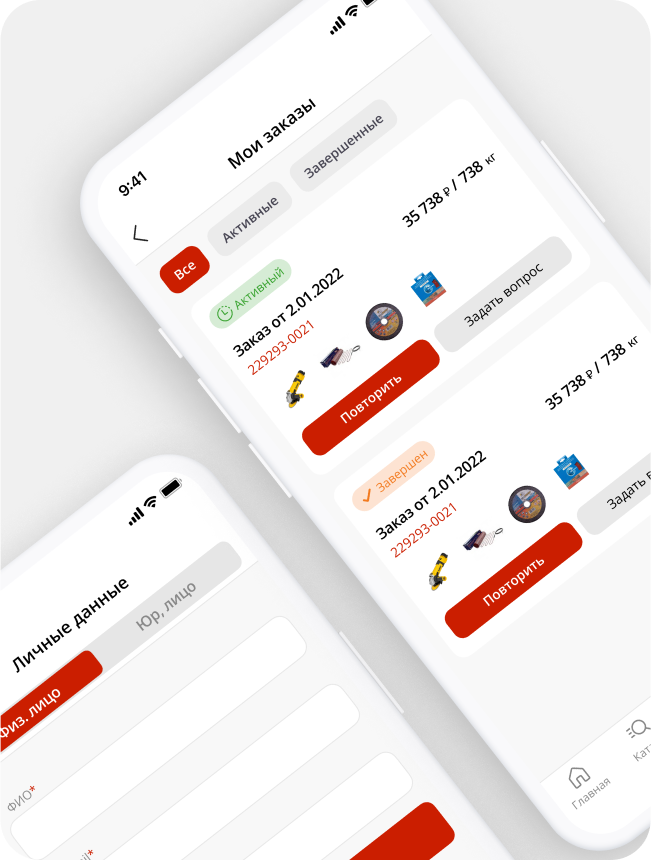 9:41
Мои заказы
Все
Активные
Завершенные
Активный
Заказ от 2.01.2022
229293-0021
35 738 ₽ / 738 кг
Повторить
Задать вопрос
Завершен
Заказ от 2.01.2022
229293-0021
35 738 ₽ / 738 кг
Повторить
Задать в
Главная
Ката
Личные данные
Физ. лицо
Юр, лицо
ФИО*